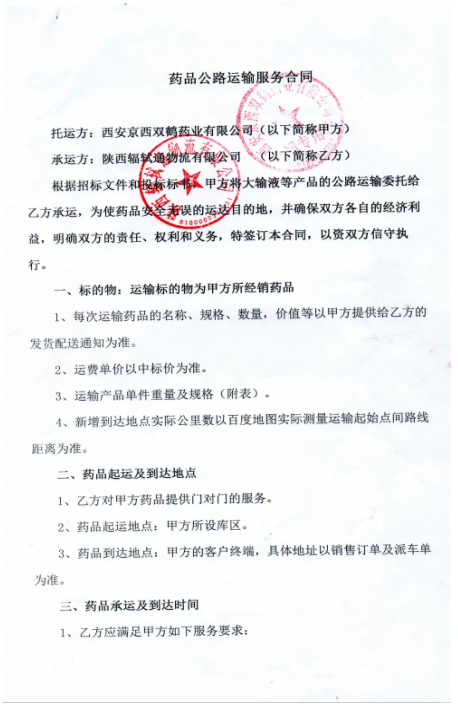 药品公路运输服务合同
托运方：西安京西双鹤药业有限公司（以下简称甲方）
承运方：陕西辐轼通物流有限公司　（以下简称乙方）
根据招标文件和投标标书，甲方将大输液等产品的公路运输委托给
乙方承运，为使药品安全无误的运达目的地，并确保双方各自的经济利
益，明确双方的责任、权利和义务，特签订本合同，以资双方信守执
行。
一、标的物：运输标的物为甲方所经销药品
1、每次运输药品的名称、规格、数量，价值等以甲方提供给乙方的
发货配送通知为准。
2、运费单价以中标价为准。
3、运输产品单件重量及规格（附表）。
4、新增到达地点实际公里数以百度地图实际测量运输起始点间路线
距离为准。
二、药品起运及到达地点
1、乙方对甲方药品提供门对门的服务。
2、药品起运地点：甲方所设库区。
3、药品到达地点：甲方的客户终端，具体地址以销售订单及派车单
为准。
三、药品承运及到达时间
1、乙方应满足甲方如下服务要求：